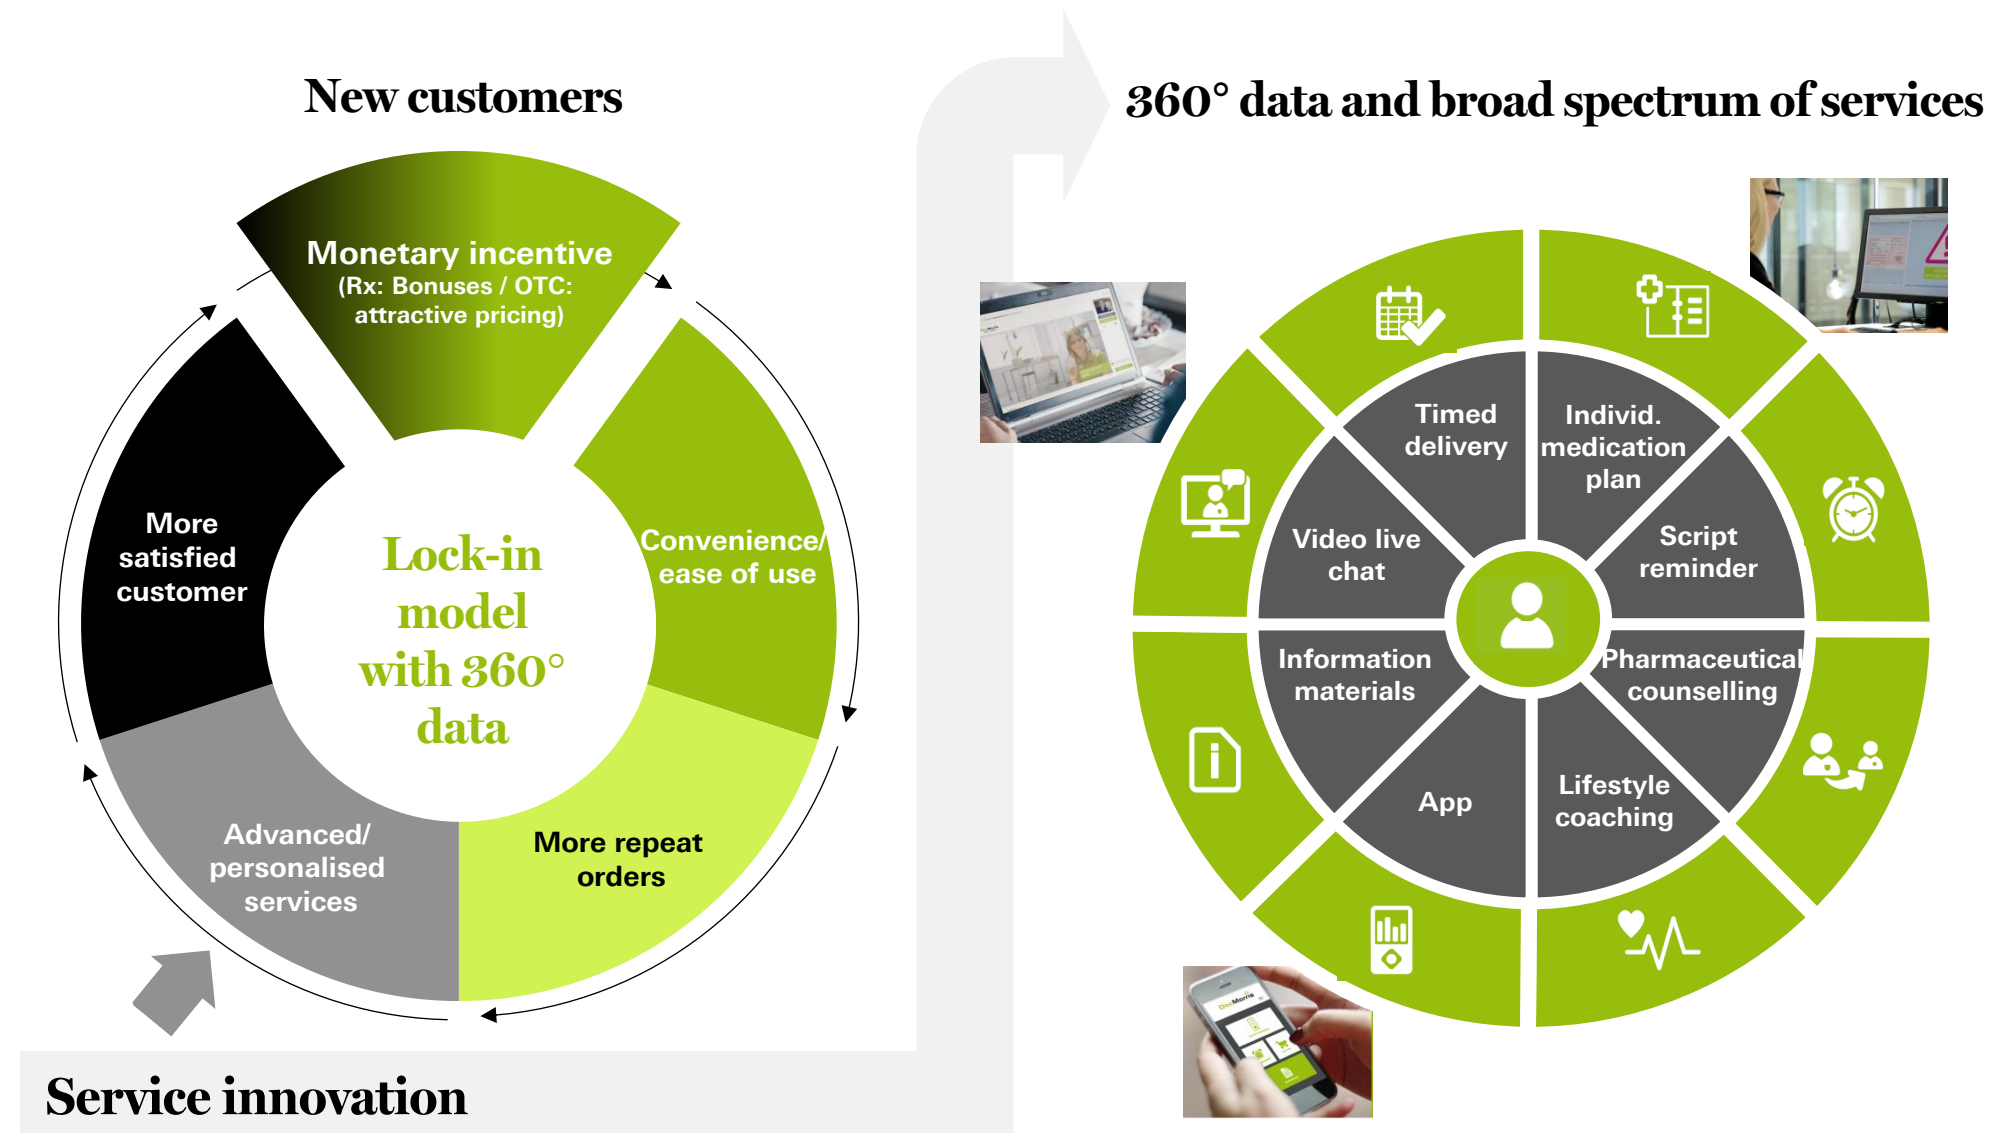 New customers
360° data and broad spectrum of services
Monetary incentive
(Rx: Bonuses / OTC:
attractive pricing)
Convenience/
ease of use
More repeat
orders
Advanced/
personalised
services
More
satisfied
customer
Lock-in
model
with 360°
data
Service innovation
Timed
delivery
Individ.
medication
plan
Script
reminder
Pharmaceutical
counselling
Lifestyle
coaching
App
Information
materials
Video live
chat
DocMorris